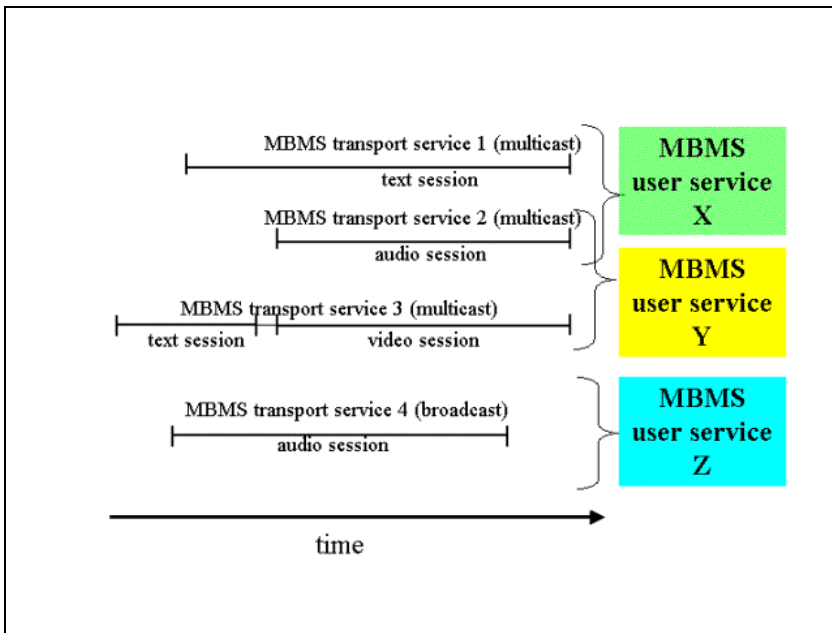 MBMS transport service 1 (multicast)
text session
MBMS transport service 2 (multicast)
audio session
MBMS transport service 3 (multicast)
text session
video session
MBMS transport service 4 (broadcast)
audio session
MBMS
user service
X
MBMS
user service
Y
MBMS
user service
Z
time